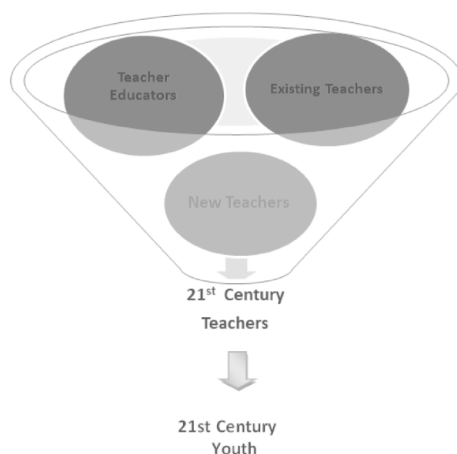 Teacher
Educators
Existing Teachers
New Teachers
21st Century
Teachers
21st Century
Youth